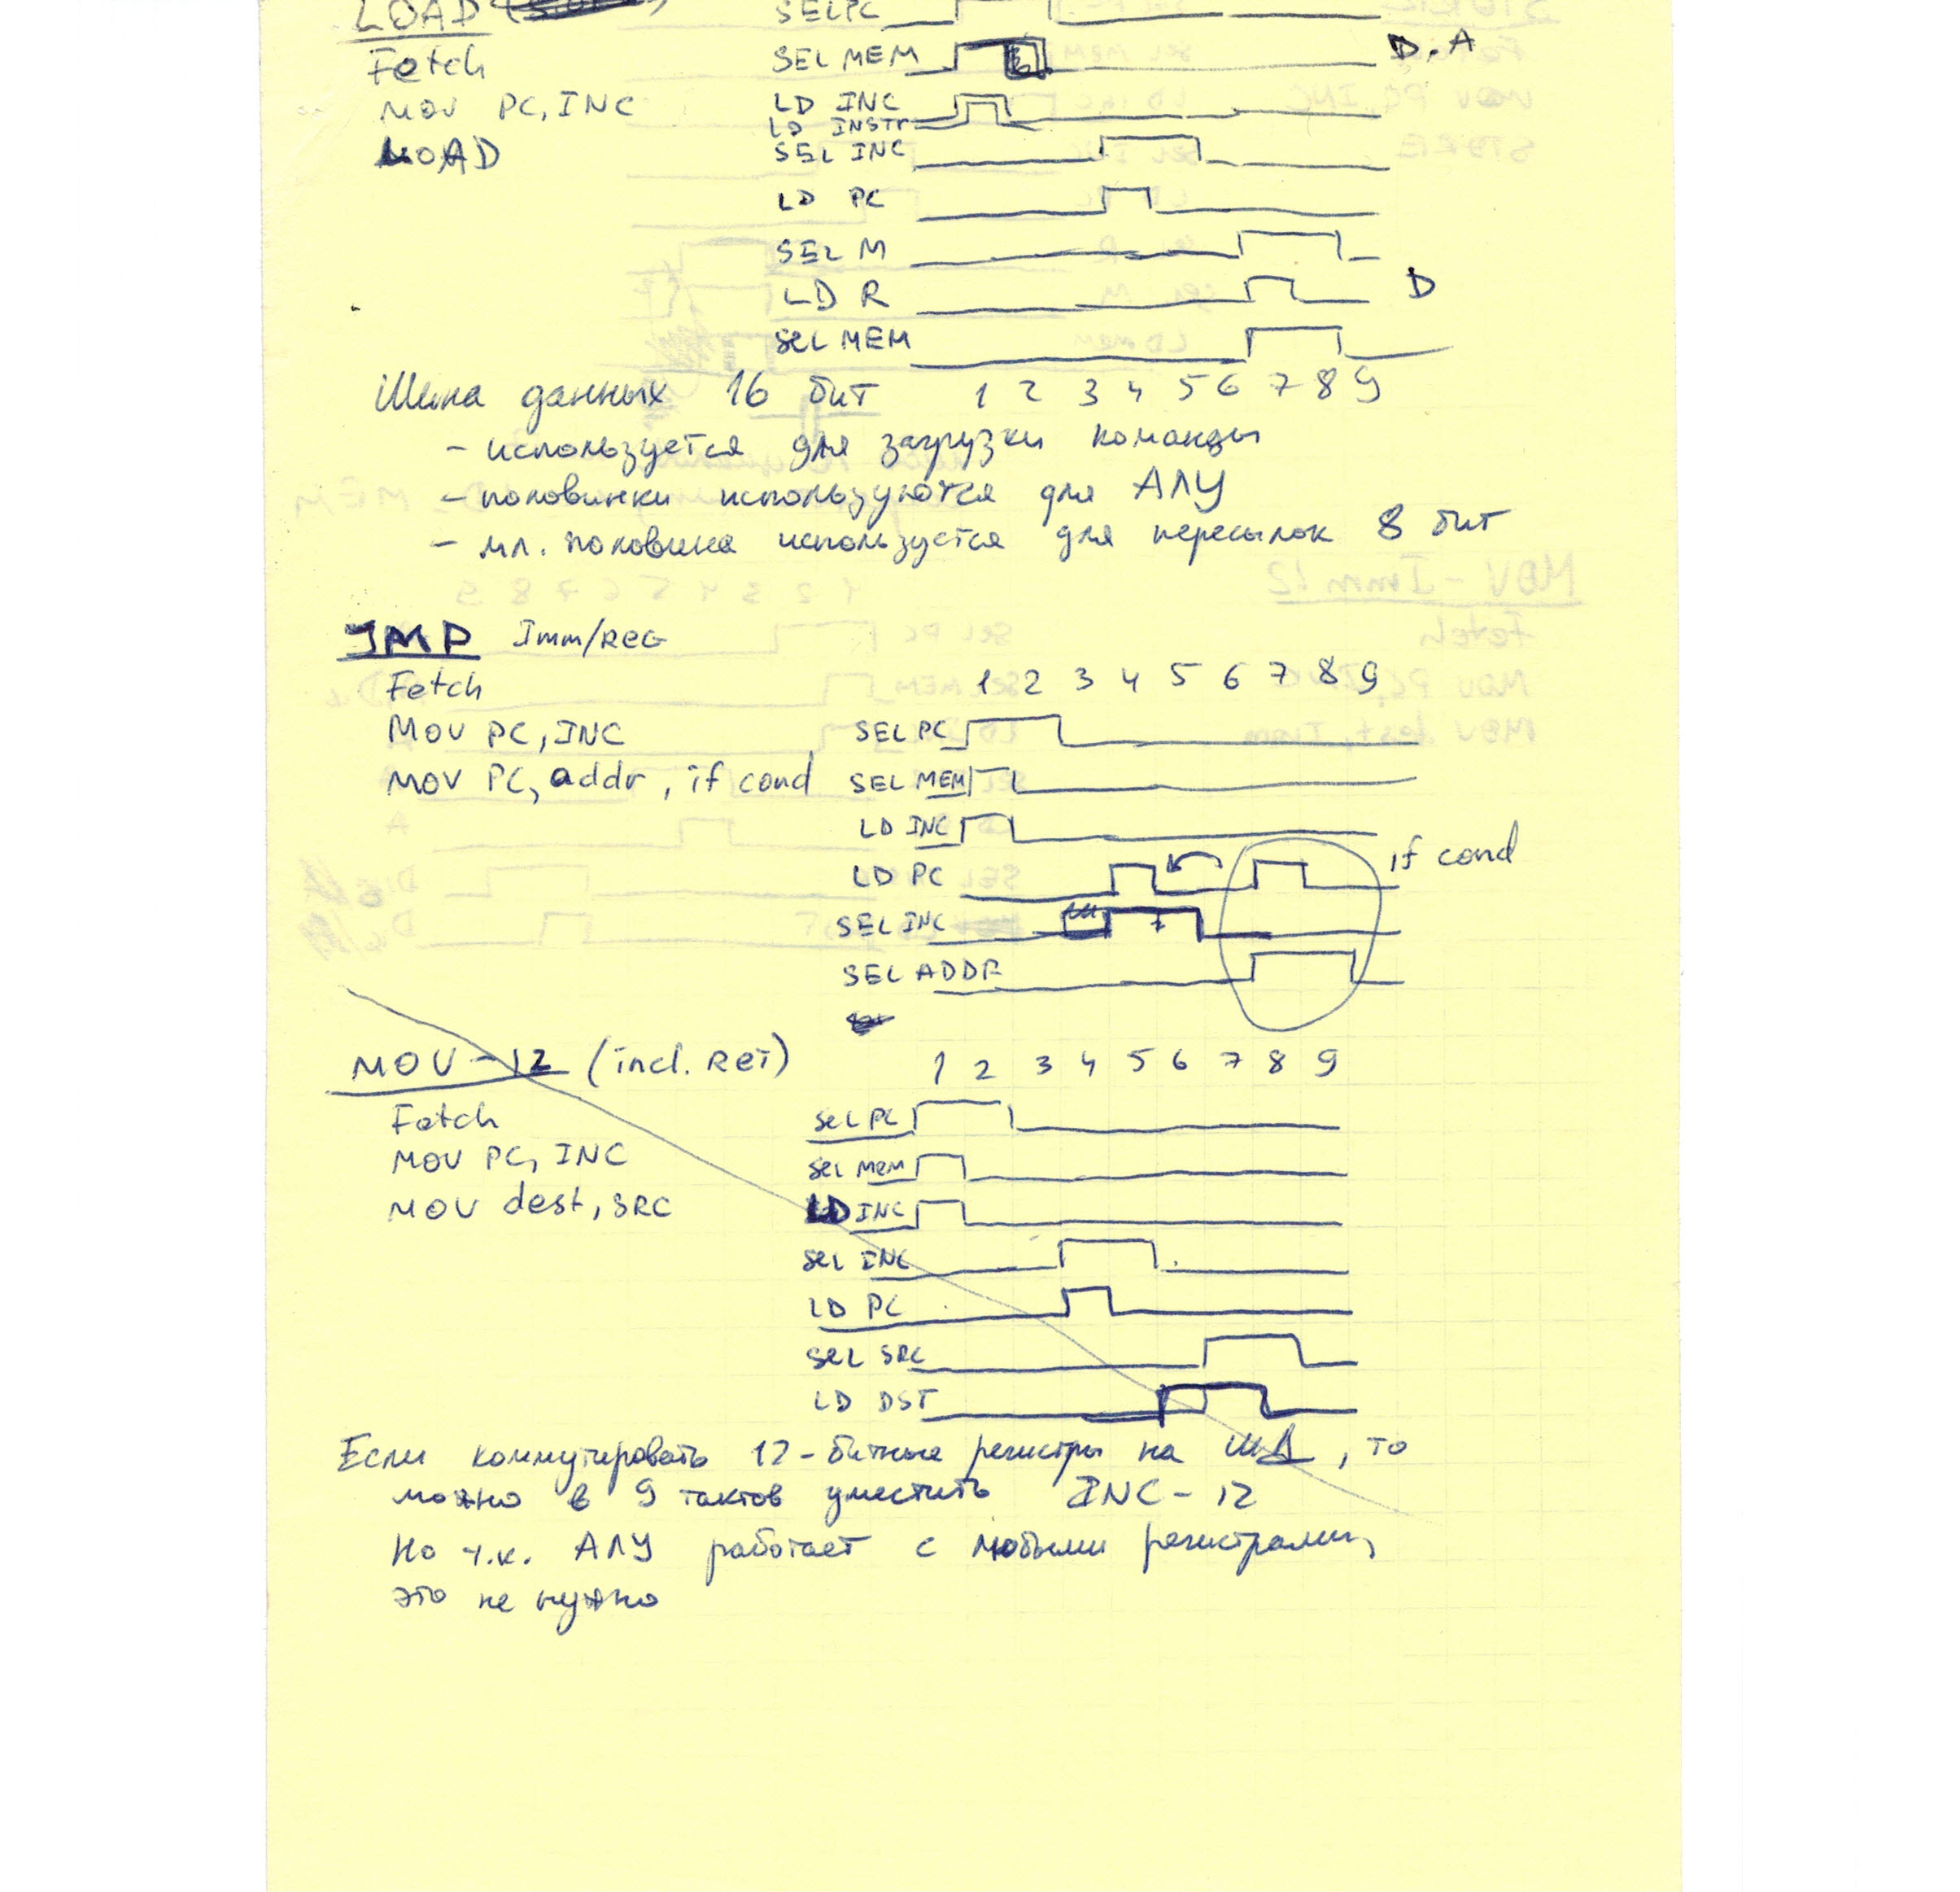 LOAD
SEL PC
Fetch
SEL MEM D, A
MOV PC, INC
LD INC
LD INSTR
LOAD
SEL INC
LD PC
SEL M
LD R D
SEL MEM
Шина данных 16 бит 1 2 3 4 5 6 7 8 9
- используется для загрузки команды
- половинки используются для АЛУ
- мл. половина используется для пересылок 8 бит
JMP Imm/REG
Fetch 1 2 3 4 5 6 7 8 9
MOV PC, INC SEL PC
MOV PC, addr, if cond SEL MEM
LD INC
LD PC if cond
SEL INC
SEL ADDR
MOV - 12 (incl. RET) 1 2 3 4 5 6 7 8 9
Fetch SEL PC
MOV PC, INC SEL MEM
MOV dest, SRC LD INC
SEL INC
LD PC
SEL SRC
LD DST
Если коммутировать 12-битные регистры на ШД, то
можно в 9 тактов уместить INC - 12
Но т.к. АЛУ работает с любыми регистрами,
это не нужно